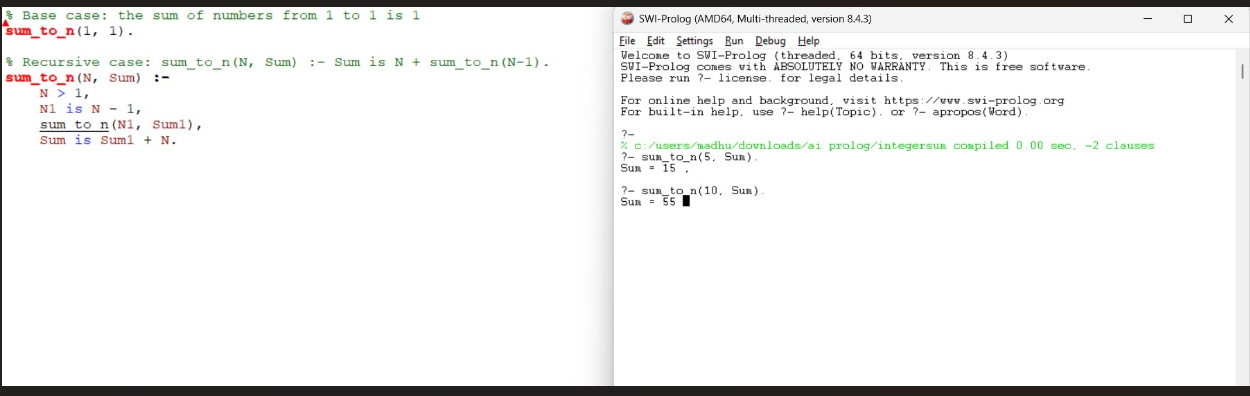 % Base case: the sum of numbers from 1 to 1 is 1
sum_to_n(1, 1).
% Recursive case: sum_to_n(N, Sum) :- Sum is N + sum_to_n(N-1).
sum_to_n(N, Sum) :-
N > 1,
N1 is N - 1,
sum_to_n(N1, Sum1),
Sum is Sum1 + N.
SWI-Prolog (AMD64, Multi-threaded, version 8.4.3)
File Edit Settings Run Debug Help
Welcome to SWI-Prolog (threaded, 64 bits, version 8.4.3)
SWI-Prolog comes with ABSOLUTELY NO WARRANTY. This is free software.
Please run ?- license. for legal details.
For online help and background, visit https://www.swi-prolog.org
For built-in help, use ?- help(Topic). or ?- apropos(Word).
?-
% c:/users/madhu/downloads/ai prolog/integersum compiled 0.00 sec, -2 clauses
?- sum_to_n(5, Sum).
Sum = 15 .
?- sum_to_n(10, Sum).
Sum = 55